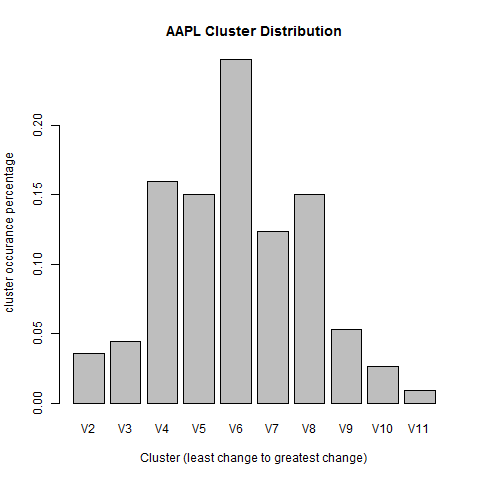 AAPL Cluster Distribution
cluster occurance percentage
0.20
0.15
0.10
0.05
0.00
V2 V3 V4 V5 V6 V7 V8 V9 V10 V11
Cluster (least change to greatest change)